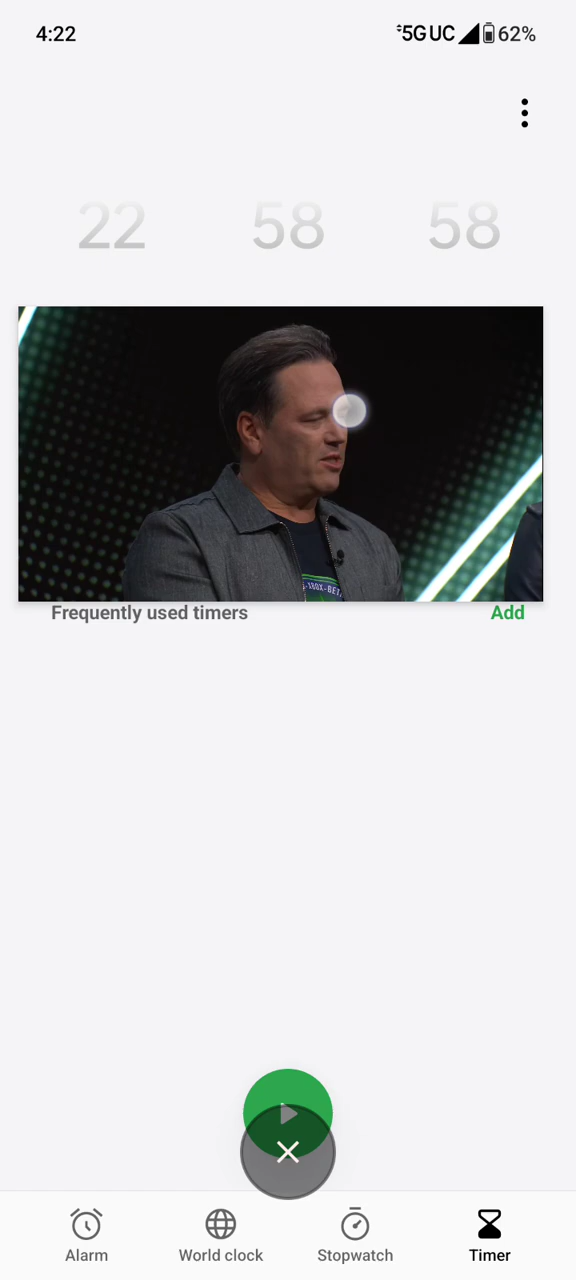 4:22
5G UC 62%
22 58 58
Frequently used timers Add
Alarm World clock Stopwatch Timer